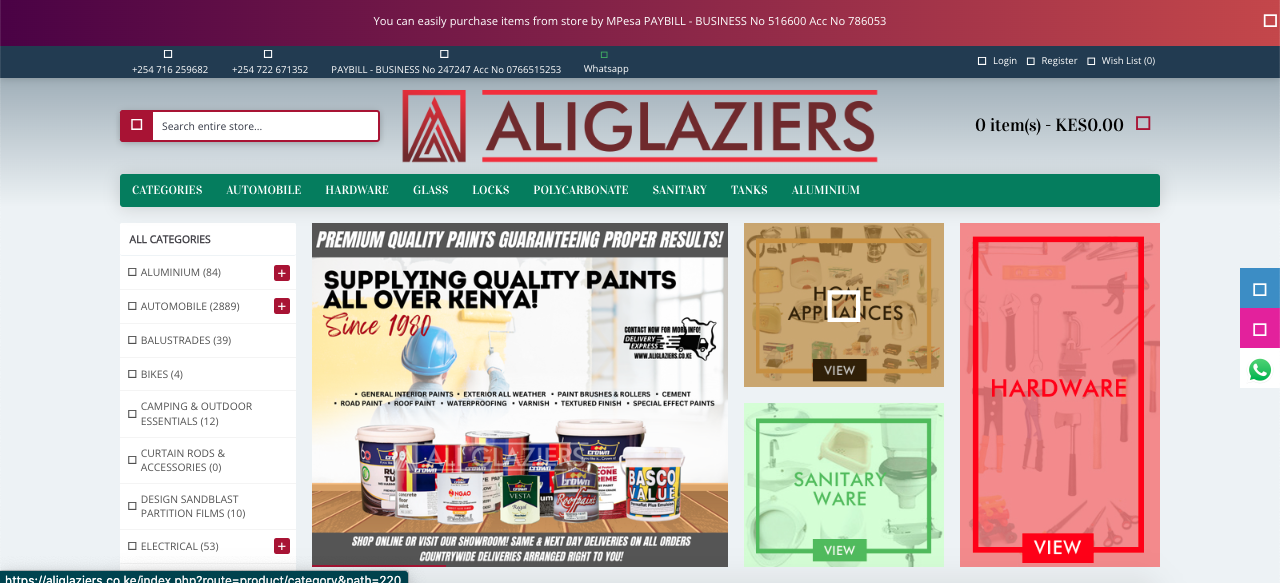 You can easily purchase items from store by MPesa PAYBILL - BUSINESS No 516600 Acc No 786053
+254 716 259682
+254 722 671352
PAYBILL - BUSINESS No 247247 Acc No 0766515253
Whatsapp
Login
Register
Wish List (0)
Search entire store...
ALIGLAZIERS
0 item(s) - KES0.00
CATEGORIES
AUTOMOBILE
HARDWARE
GLASS
LOCKS
POLYCARBONATE
SANITARY
TANKS
ALUMINIUM
ALL CATEGORIES
ALUMINIUM (84)
AUTOMOBILE (2889)
BALUSTRADES (39)
BIKES (4)
CAMPING & OUTDOOR
ESSENTIALS (12)
CURTAIN RODS &
ACCESSORIES (0)
DESIGN SANDBLAST
PARTITION FILMS (10)
ELECTRICAL (53)
PREMIUM QUALITY PAINTS GUARANTEEING PROPER RESULTS!
SUPPLYING QUALITY PAINTS
ALL OVER KENYA!
Since 1980
CONTACT NOW FOR MORE INFO!
DELIVERY
EXPRESS
WWW.ALIGLAZIERS.CO.KE
• GENERAL INTERIOR PAINTS • EXTERIOR ALL WEATHER • PAINT BRUSHES & ROLLERS • CEMENT
• ROAD PAINT • ROOF PAINT • WATERPROOFING • VARNISH • TEXTURED FINISH • SPECIAL EFFECT PAINTS
ALIGLAZIERS
Crown
Crown
Crown
NGAO
VESTA
Royal
Crown
Roofpaint
BASCO
VALUE
SHOP ONLINE OR VISIT OUR SHOWROOM! SAME & NEXT DAY DELIVERIES ON ALL ORDERS
COUNTRYWIDE DELIVERIES ARRANGED RIGHT TO YOU!
HOME
APPLIANCES
VIEW
SANITARY
WARE
VIEW
HARDWARE
VIEW
https://aliglaziers.co.ke/index.php?route=product/category&path=220